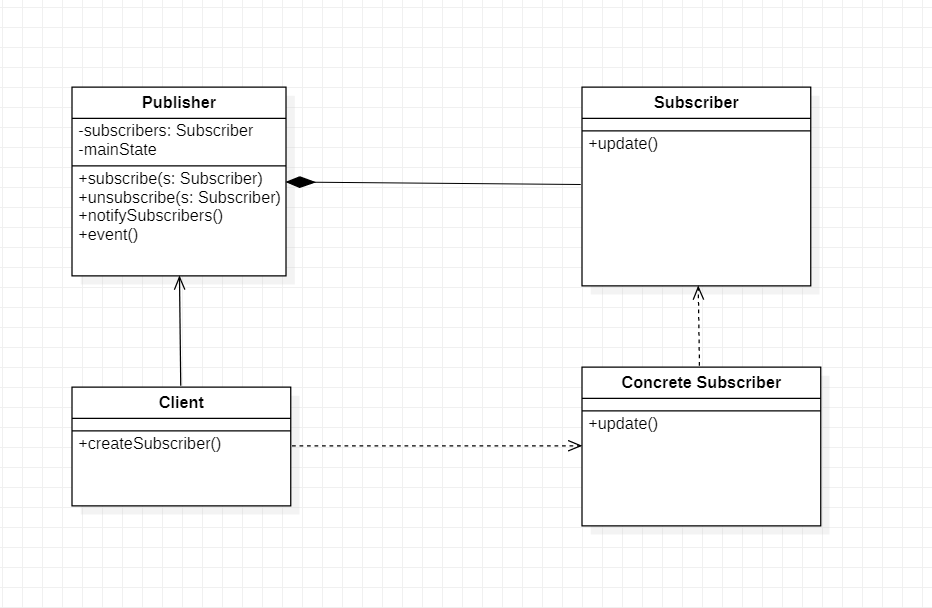 Publisher
-subscribers: Subscriber
-mainState
+subscribe(s: Subscriber)
+unsubscribe(s: Subscriber)
+notifySubscribers()
+event()
Subscriber
+update()
Client
+createSubscriber()
Concrete Subscriber
+update()